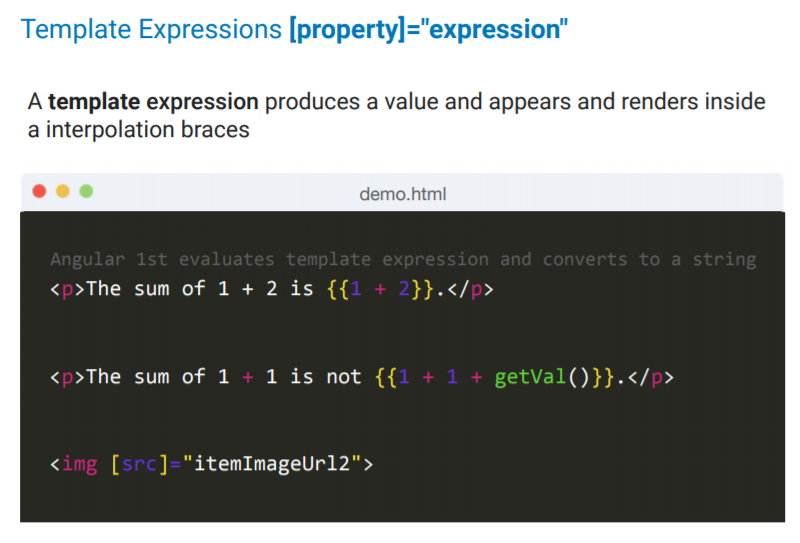 Template Expressions [property]="expression"
A template expression produces a value and appears and renders inside
a interpolation braces
demo.html
Angular 1st evaluates template expression and converts to a string
<p>The sum of 1 + 2 is {{1 + 2}}.</p>
<p>The sum of 1 + 1 is not {{1 + 1 + getVal()}}.</p>
<img [src]="itemImageUrl2">